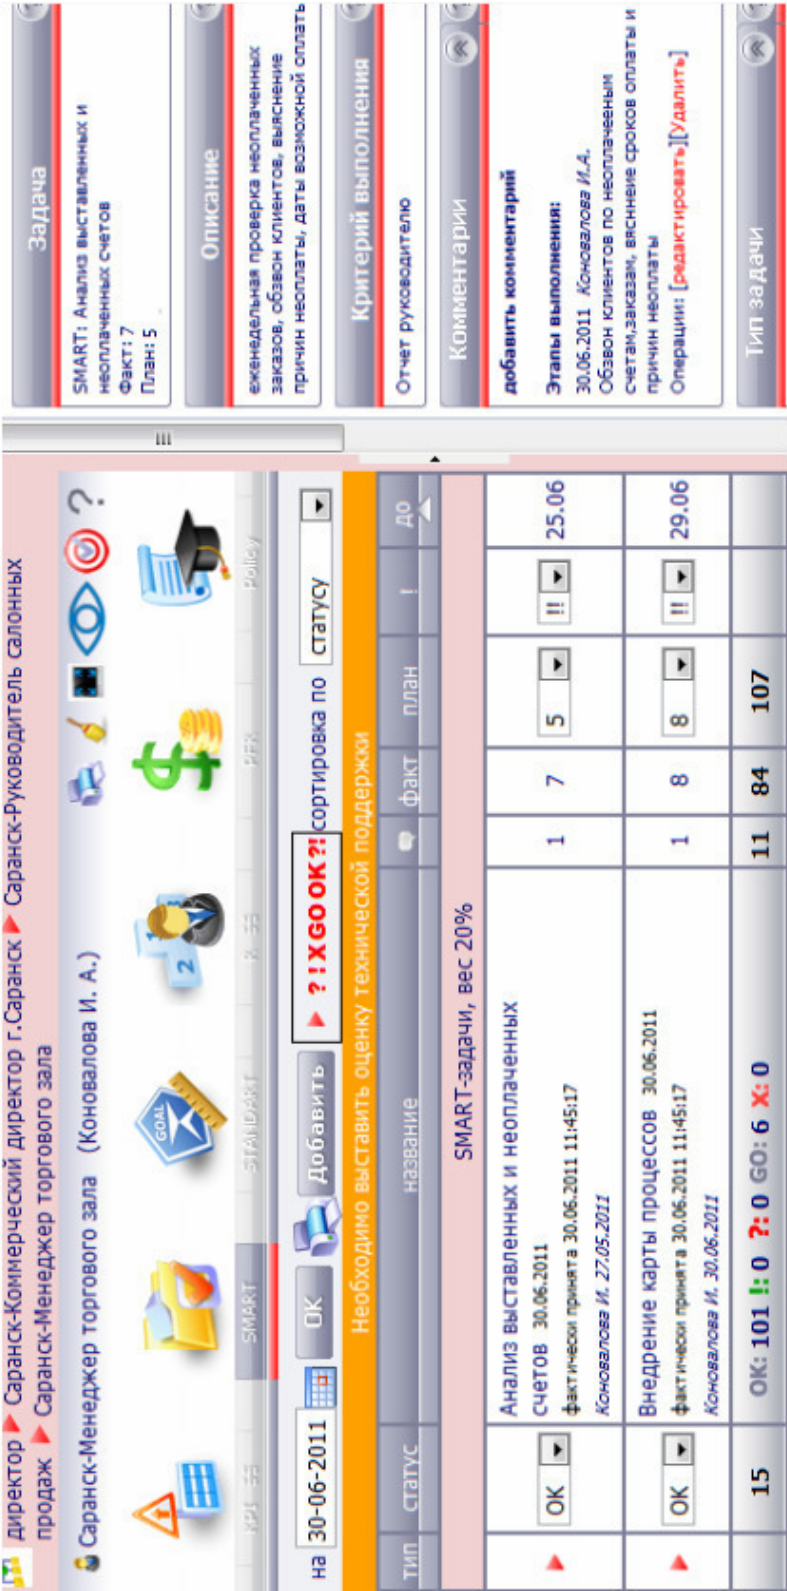 директор Саранск-Коммерческий директор г.Саранск Саранск-Руководитель салонных
продаж Саранск-Менеджер торгового зала
Саранск-Менеджер торгового зала (Коновалова И. А.)
?
GOAL
1
2
SMART
STANDART
Policy
на 30-06-2011 OK Добавить ? ! X GO OK ?! сортировка по статусу
Необходимо выставить оценку технической поддержки
тип статус название факт план ! до
SMART-задачи, вес 20%
OK Анализ выставленных и неоплаченных 1 7 5 !! 25.06
счетов 30.06.2011
фактически принята 30.06.2011 11:45:17
Коновалова И. 27.05.2011
OK Внедрение карты процессов 30.06.2011 1 8 8 !! 29.06
фактически принята 30.06.2011 11:45:17
Коновалова И. 30.06.2011
15 OK: 101 !: 0 ?: 0 GO: 6 X: 0 11 84 107
Задача
SMART: Анализ выставленных и
неоплаченных счетов
Факт: 7
План: 5
Описание
еженедельная проверка неоплаченных
заказов, обзвон клиентов, выяснение
причин неоплаты, даты возможной оплаты
Критерий выполнения
Отчет руководителю
Комментарии
добавить комментарий
Этапы выполнения:
30.06.2011 Коновалова И.А.
Обзвон клиентов по неоплачееным
счетам,заказам, вяснение сроков оплаты и
причин неоплаты
Операции: [редактировать][Удалить]
Тип задачи